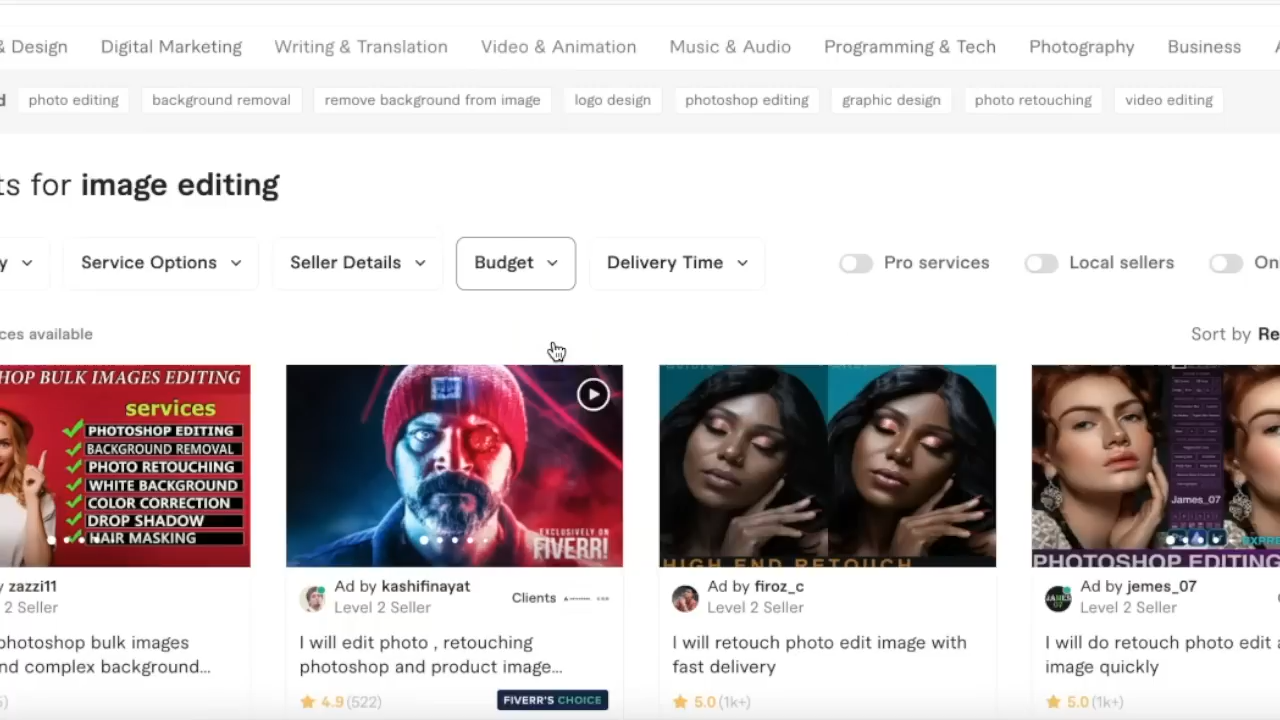 & Design Digital Marketing Writing & Translation Video & Animation Music & Audio Programming & Tech Photography Business
photo editing background removal remove background from image logo design photoshop editing graphic design photo retouching video editing
ts for image editing
y Service Options Seller Details Budget Delivery Time Pro services Local sellers On
ces available
Sort by Re
HOP BULK IMAGES EDITING
services
PHOTOSHOP EDITING
BACKGROUND REMOVAL
PHOTO RETOUCHING
WHITE BACKGROUND
COLOR CORRECTION
DROP SHADOW
HAIR MASKING
y zazzi11
2 Seller
photoshop bulk images
nd complex background...
EXCLUSIVELY ON
FIVERR!
Ad by kashifinayat
Level 2 Seller
Clients
I will edit photo , retouching
photoshop and product image...
4.9 (522)
FIVERR'S CHOICE
HIGH END RETOUCH
Ad by firoz_c
Level 2 Seller
I will retouch photo edit image with
fast delivery
5.0 (1k+)
James_07
EXPRE
PHOTOSHOP EDITING
Ad by jemes_07
Level 2 Seller
I will do retouch photo edit a
image quickly
5.0 (1k+)